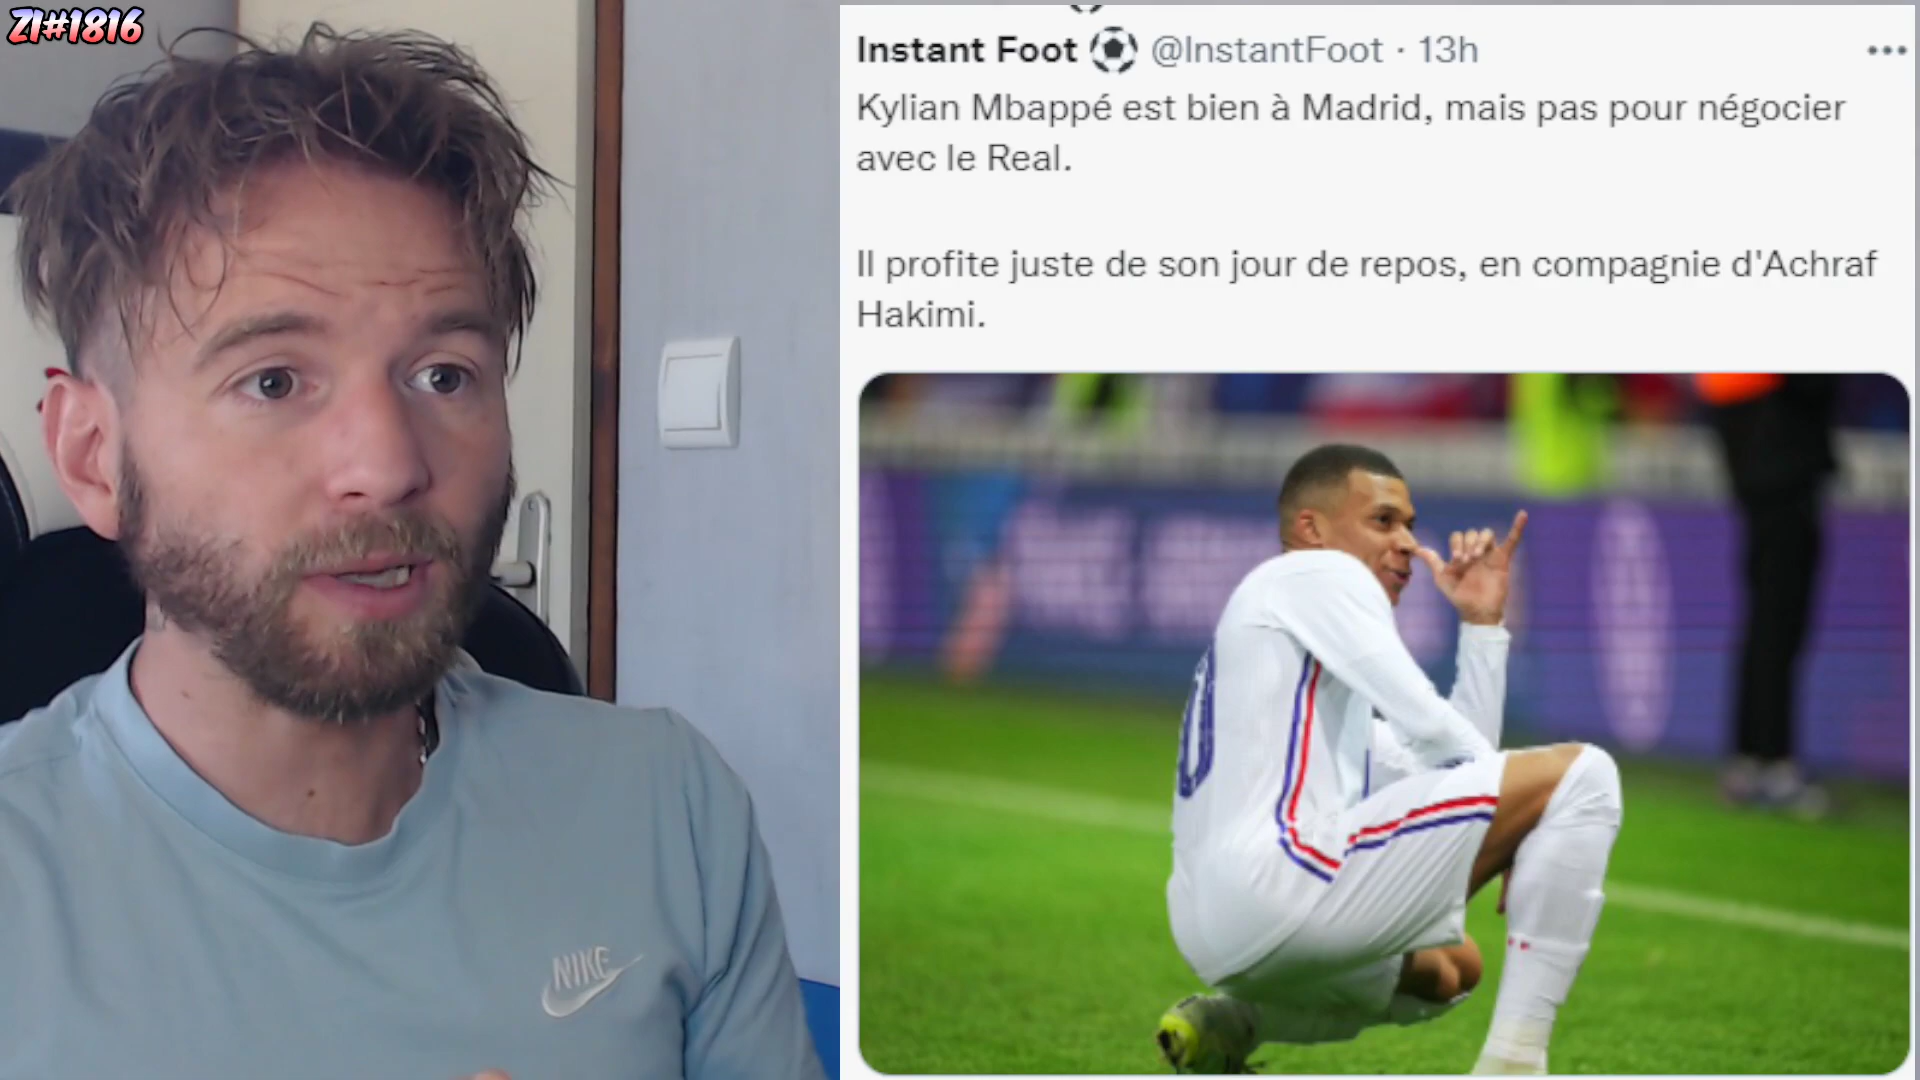 ZI#1816
Instant Foot @InstantFoot · 13h
Kylian Mbappé est bien à Madrid, mais pas pour négocier
avec le Real.
Il profite juste de son jour de repos, en compagnie d'Achraf
Hakimi.
NIKE